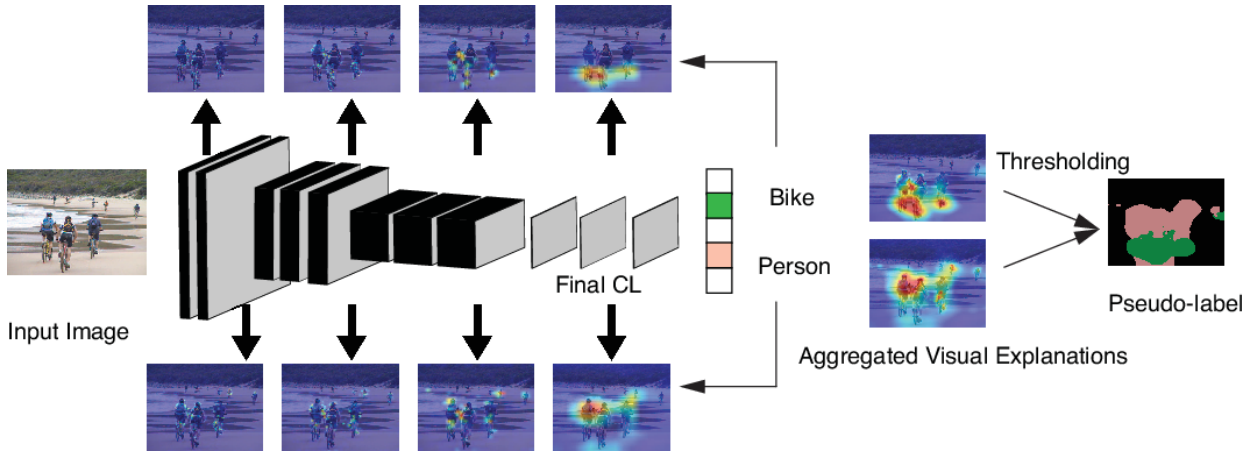 Input Image
Final CL
Bike
Person
Thresholding
Aggregated Visual Explanations
Pseudo-label